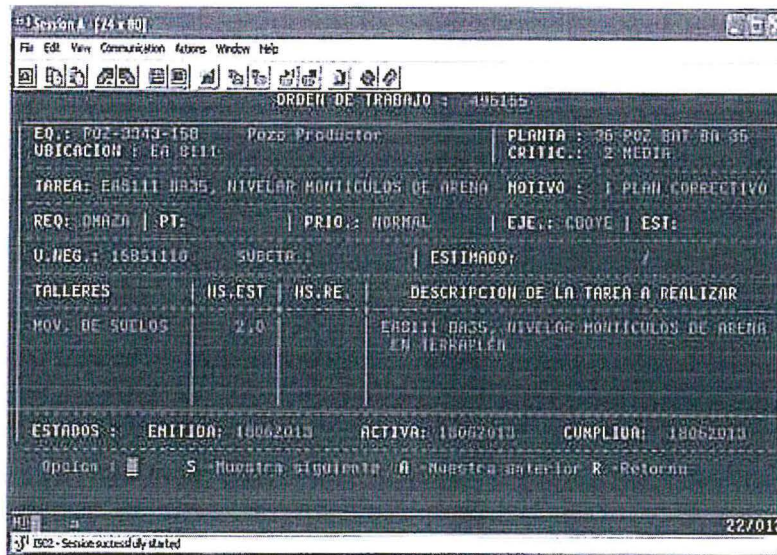 Session A - [24 x 80]
File Edit View Communication Actions Window Help
ORDEN DE TRABAJO : 496155
EQ.: POZ-3343-158 Pozo Productor PLANTA : 36 POZ BAT BA 35
UBICACION : EA 8111 CRITIC.: 2 MEDIA
TAREA: EA8111 BA35, NIVELAR MONTICULOS DE ARENA MOTIVO : 1 PLAN CORRECTIVO
REQ: OMAZA | PT: | PRIO.: NORMAL | EJE.: COOYE | EST:
U.NEG.: 16851110 SUBCTA.: | ESTIMADO: /
TALLERES | HS.EST | HS.RE. | DESCRIPCION DE LA TAREA A REALIZAR
MOV. DE SUELOS 2.0 EA8111 BA35, NIVELAR MONTICULOS DE ARENA
EN TERRAPLEN
ESTADOS : EMITIDA: 18062013 ACTIVA: 18062013 CUMPLIDA: 18062013
Opcion : S -Muestra siguiente A -Muestra anterior R -Retorno
22/013
I902 - Session successfully started